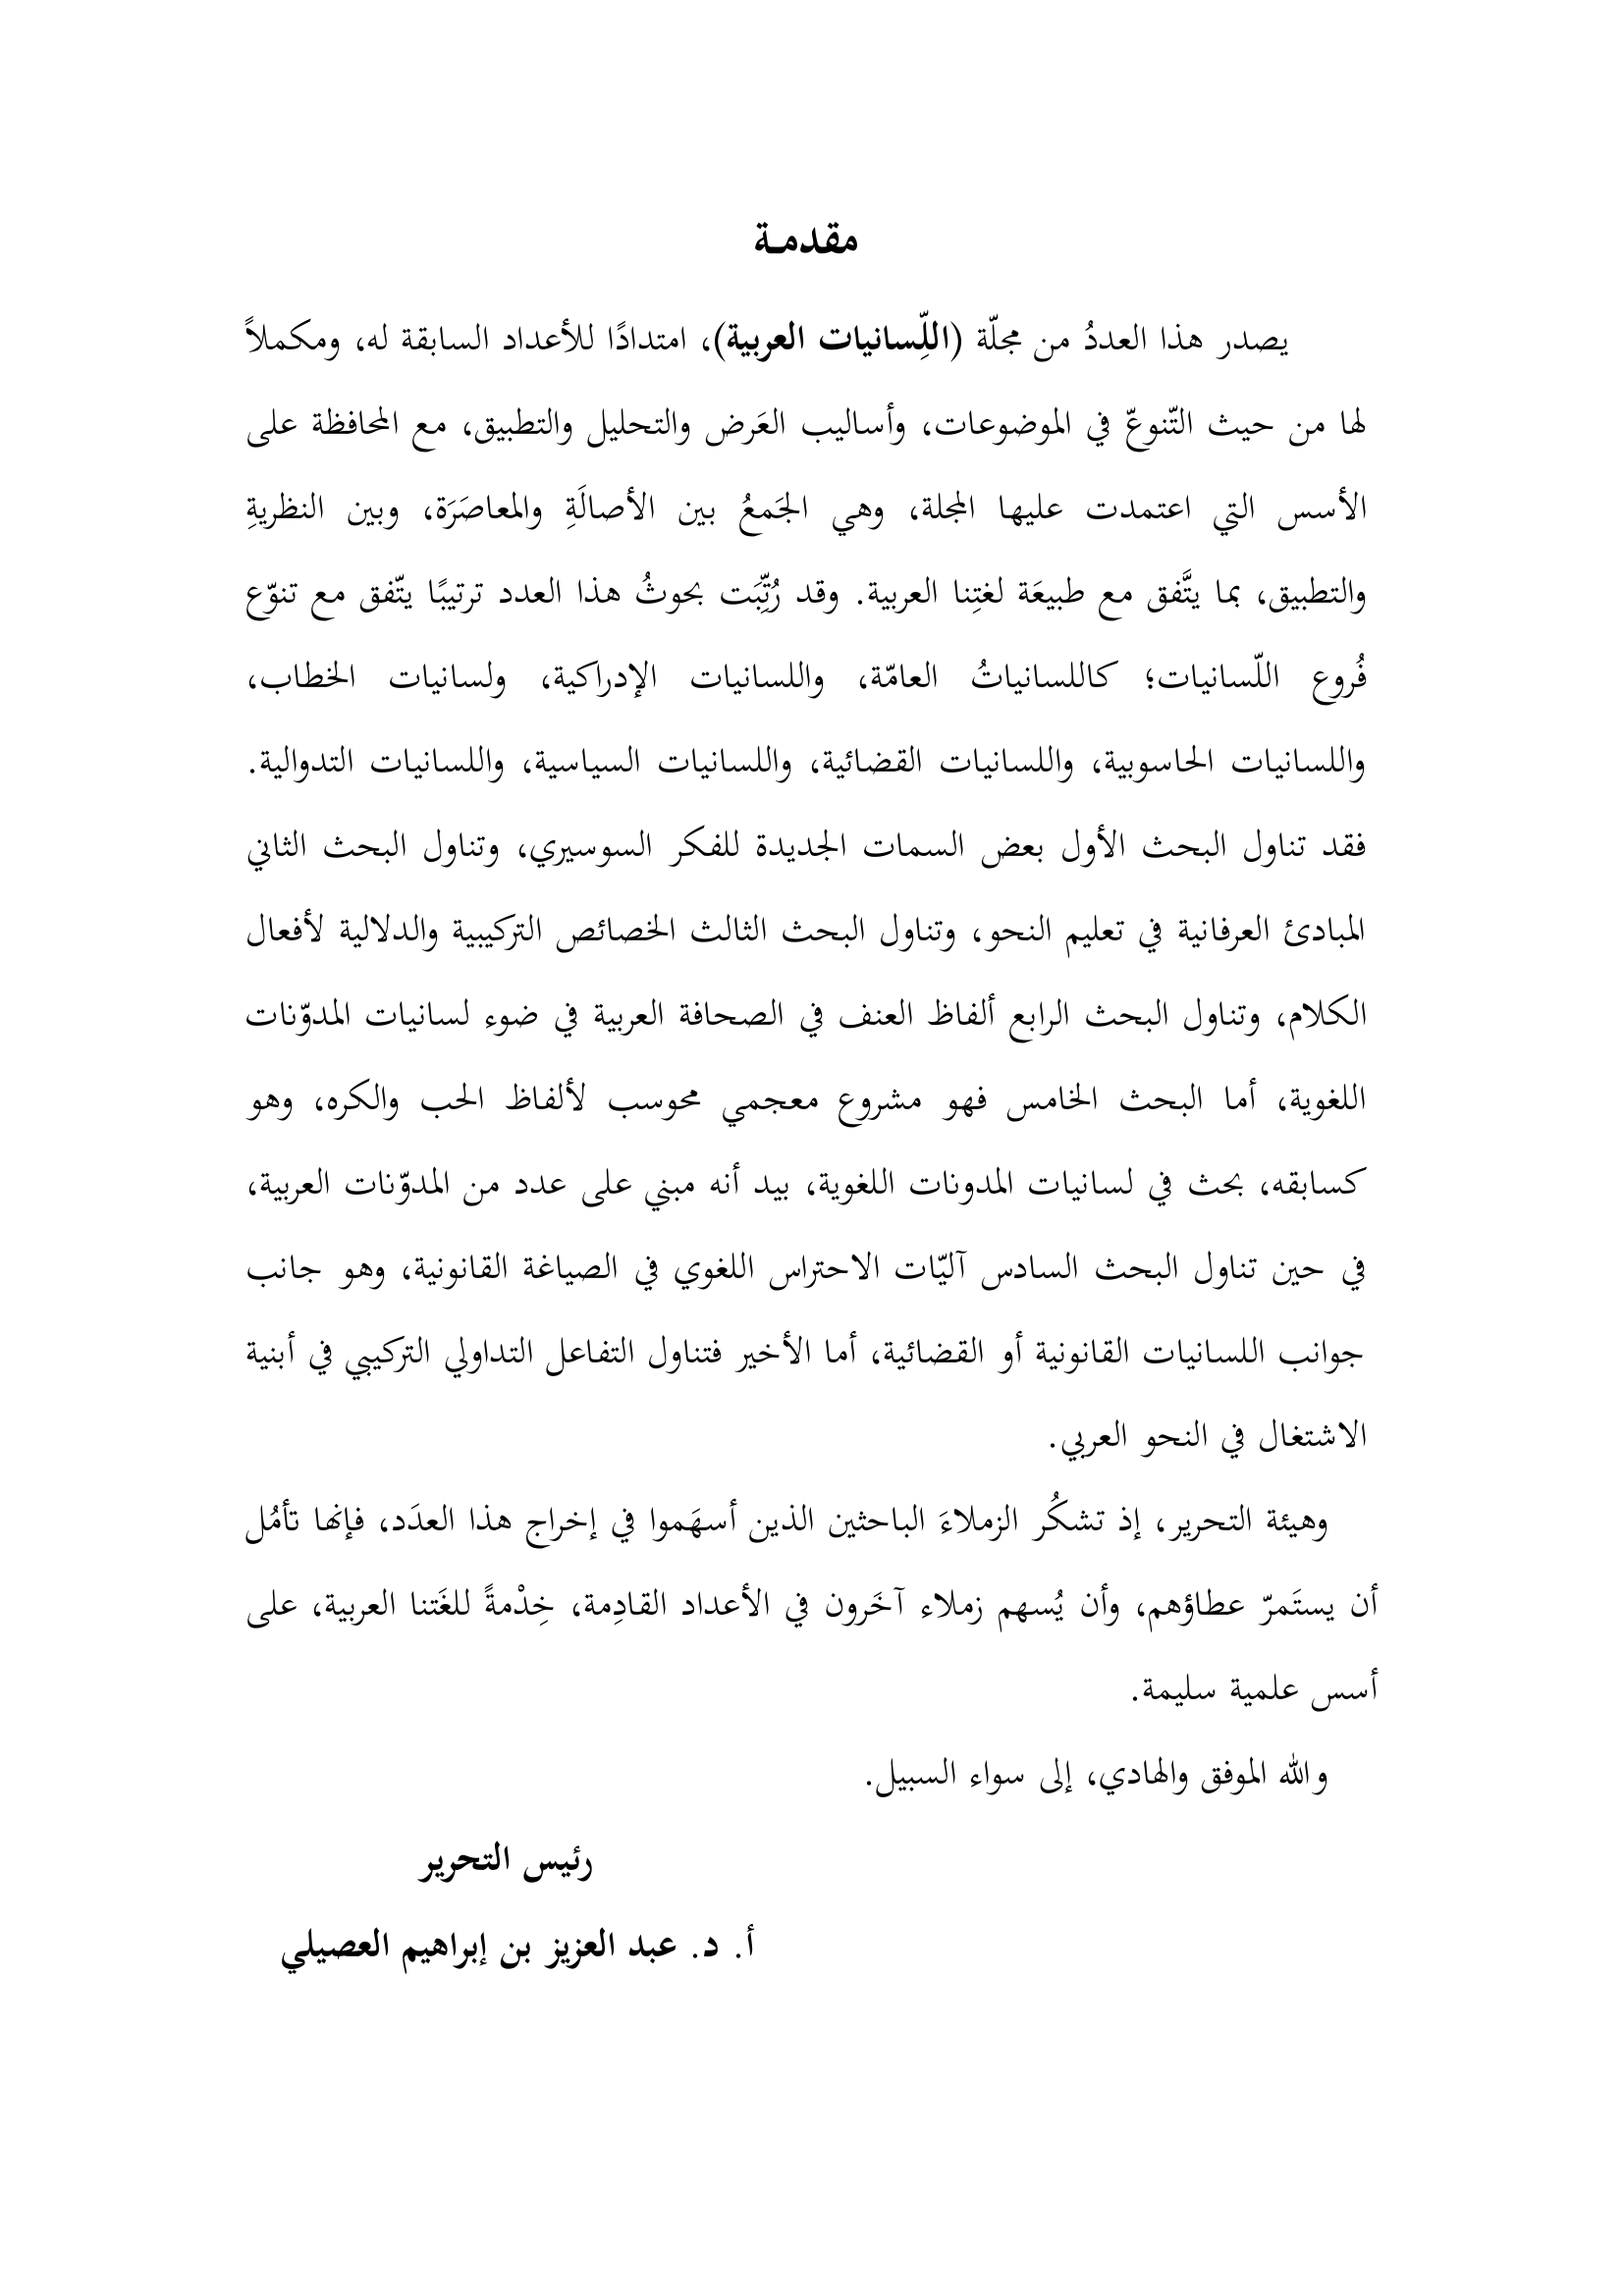 مقدمـة
يصدر هذا العددُ من مجلّة (اللِّسانيات العربية)، امتدادًا للأعداد السابقة له، ومكملاً
لها من حيث التّنوعّ في الموضوعات، وأساليب العَرض والتحليل والتطبيق، مع المحافظة على
الأسس التي اعتمدت عليها المجلة، وهي الجَمعُ بين الأصالَةِ والمعاصَرَة، وبين النظريةِ
والتطبيق، بما يتَّفق مع طبيعَة لغتِنا العربية. وقد رُتِّبَت بحوثُ هذا العدد ترتيبًا يتّفق مع تنوّع
فُروع اللّسانيات؛ كاللسانياتُ العامّة، واللسانيات الإدراكية، ولسانيات الخطاب،
واللسانيات الحاسوبية، واللسانيات القضائية، واللسانيات السياسية، واللسانيات التدوالية.
فقد تناول البحث الأول بعض السمات الجديدة للفكر السوسيري، وتناول البحث الثاني
المبادئ العرفانية في تعليم النحو، وتناول البحث الثالث الخصائص التركيبية والدلالية لأفعال
الكلام، وتناول البحث الرابع ألفاظ العنف في الصحافة العربية في ضوء لسانيات المدوّنات
اللغوية، أما البحث الخامس فهو مشروع معجمي محوسب لألفاظ الحب والكره، وهو
كسابقه، بحث في لسانيات المدونات اللغوية، بيد أنه مبني على عدد من المدوّنات العربية،
في حين تناول البحث السادس آليّات الاحتراس اللغوي في الصياغة القانونية، وهو جانب
جوانب اللسانيات القانونية أو القضائية، أما الأخير فتناول التفاعل التداولي التركيبي في أبنية
الاشتغال في النحو العربي.
وهيئة التحرير، إذ تشكُر الزملاءَ الباحثين الذين أسهَموا في إخراج هذا العدَد، فإنها تأمُل
أن يستَمرّ عطاؤهم، وأن يُسهم زملاء آخَرون في الأعداد القادِمة، خِذْمةً للغَتنا العربية، على
أسس علمية سليمة.
والله الموفق والهادي، إلى سواء السبيل.
رئيس التحرير
أ. د. عبد العزيز بن إبراهيم العصيلي